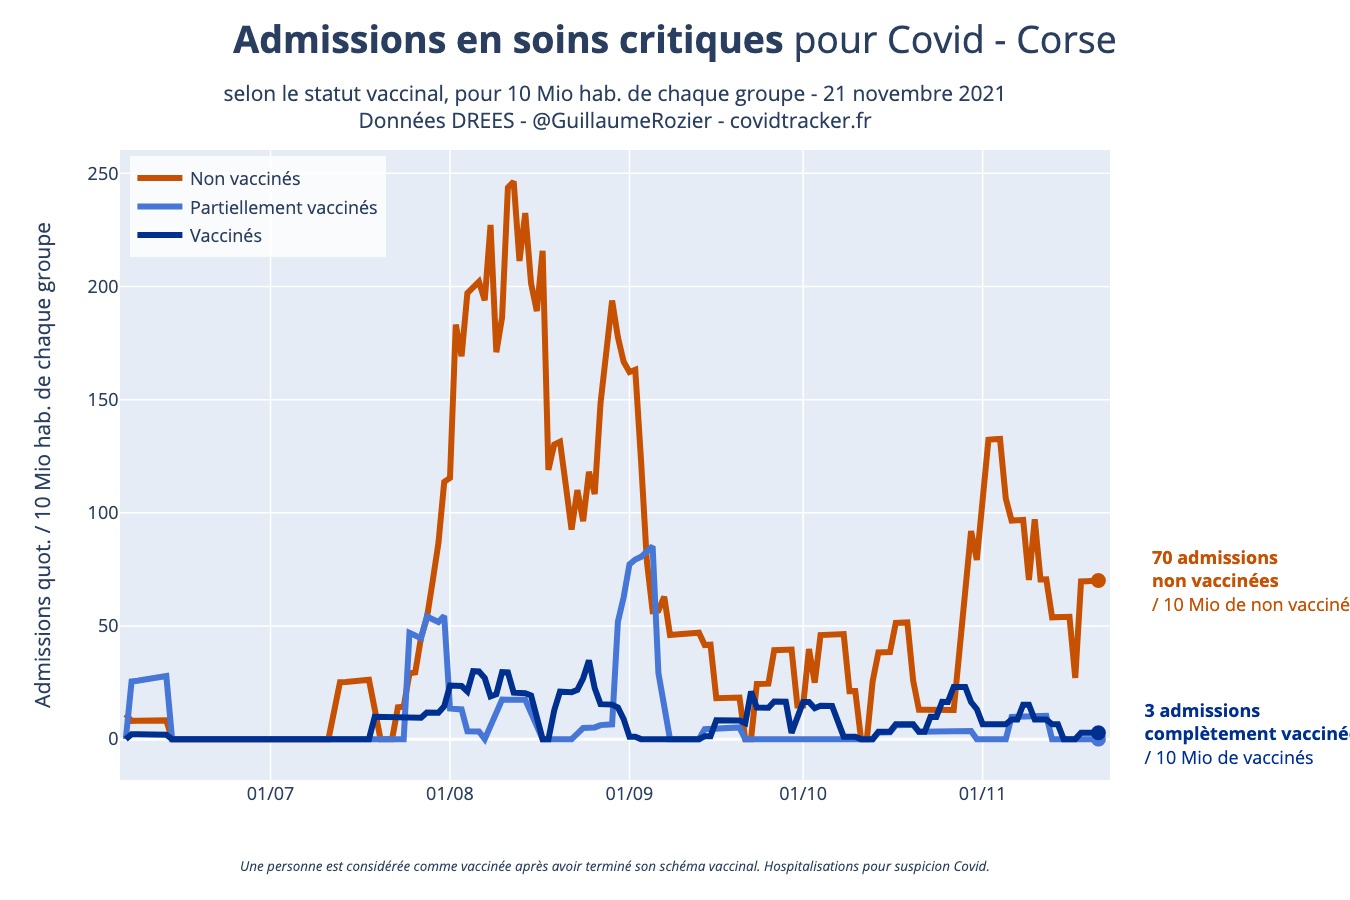 Admissions en soins critiques pour Covid - Corse
selon le statut vaccinal, pour 10 Mio hab. de chaque groupe - 21 novembre 2021
Données DREES - @GuillaumeRozier - covidtracker.fr
Admissions quot. / 10 Mio hab. de chaque groupe
250
200
150
100
50
0
Non vaccinés
Partiellement vaccinés
Vaccinés
01/07
01/08
01/09
01/10
01/11
70 admissions
non vaccinées
/ 10 Mio de non vacciné
3 admissions
complètement vacciné
/ 10 Mio de vaccinés
Une personne est considérée comme vaccinée après avoir terminé son schéma vaccinal. Hospitalisations pour suspicion Covid.